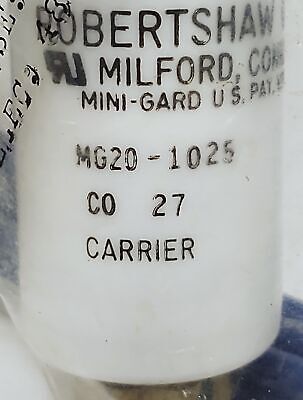 ROBERTSHAW
MILFORD, CONN
MINI-GARD U.S. PAT.
MG20-1025
CO 27
CARRIER